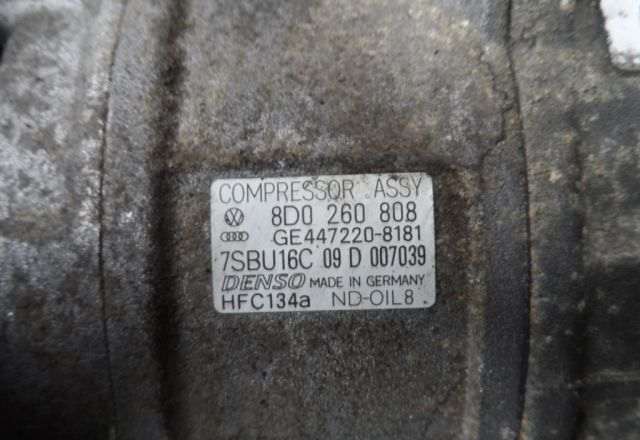 COMPRESSOR ASSY
8D0 260 808
GE447220-8181
7SBU16C 09 D 007039
DENSO MADE IN GERMANY
HFC134a ND-OIL8